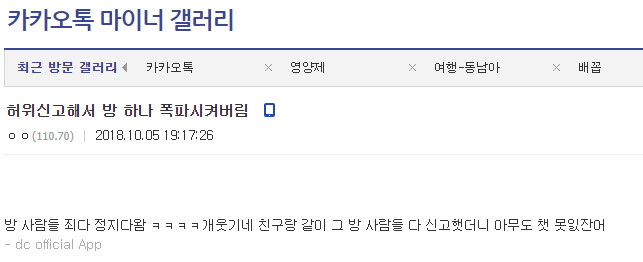 카카오톡 마이너 갤러리
최근 방문 갤러리 카카오톡 × 영양제 × 여행-동남아 × 배꼽
허위신고해서 방 하나 폭파시켜버림
ㅇㅇ(110.70) | 2018.10.05 19:17:26
방 사람들 죄다 정지다왐 ㅋㅋㅋㅋ개웃기네 친구랑 같이 그 방 사람들 다 신고했더니 아무도 챗 못잆잔어
- dc official App